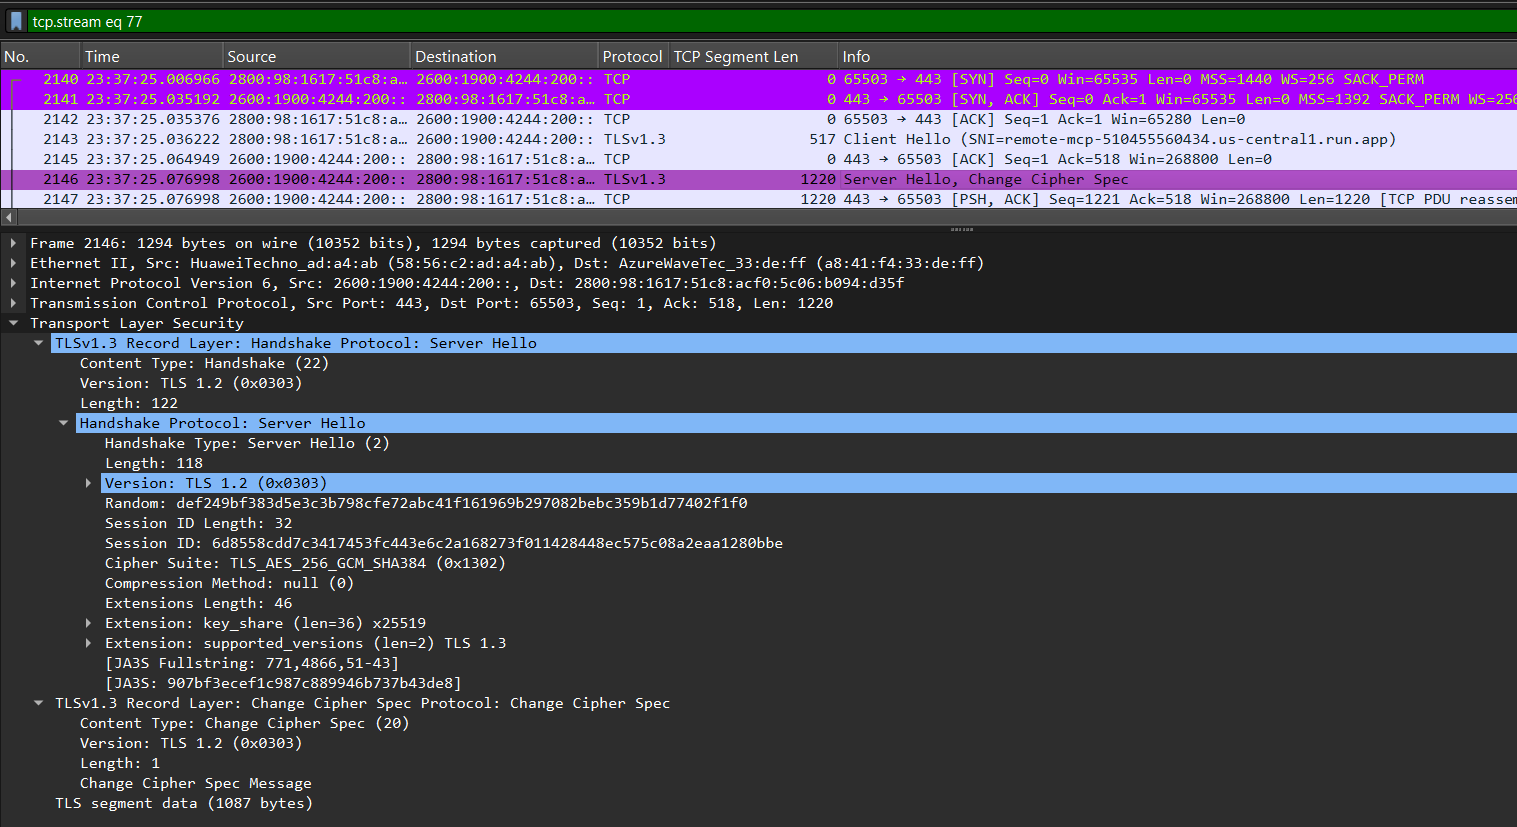 tcp.stream eq 77
No. Time Source Destination Protocol TCP Segment Len Info
2140 23:37:25.006966 2800:98:1617:51c8:a… 2600:1900:4244:200:: TCP 0 65503 → 443 [SYN] Seq=0 Win=65535 Len=0 MSS=1440 WS=256 SACK_PERM
2141 23:37:25.035192 2600:1900:4244:200:: 2800:98:1617:51c8:a… TCP 0 443 → 65503 [SYN, ACK] Seq=0 Ack=1 Win=65535 Len=0 MSS=1392 SACK_PERM WS=256
2142 23:37:25.035376 2800:98:1617:51c8:a… 2600:1900:4244:200:: TCP 0 65503 → 443 [ACK] Seq=1 Ack=1 Win=65280 Len=0
2143 23:37:25.036222 2800:98:1617:51c8:a… 2600:1900:4244:200:: TLSv1.3 517 Client Hello (SNI=remote-mcp-510455560434.us-central1.run.app)
2145 23:37:25.064949 2600:1900:4244:200:: 2800:98:1617:51c8:a… TCP 0 443 → 65503 [ACK] Seq=1 Ack=518 Win=268800 Len=0
2146 23:37:25.076998 2600:1900:4244:200:: 2800:98:1617:51c8:a… TLSv1.3 1220 Server Hello, Change Cipher Spec
2147 23:37:25.076998 2600:1900:4244:200:: 2800:98:1617:51c8:a… TCP 1220 443 → 65503 [PSH, ACK] Seq=1221 Ack=518 Win=268800 Len=1220 [TCP PDU reassem
Frame 2146: 1294 bytes on wire (10352 bits), 1294 bytes captured (10352 bits)
Ethernet II, Src: HuaweiTechno_ad:a4:ab (58:56:c2:ad:a4:ab), Dst: AzureWaveTec_33:de:ff (a8:41:f4:33:de:ff)
Internet Protocol Version 6, Src: 2600:1900:4244:200::, Dst: 2800:98:1617:51c8:acf0:5c06:b094:d35f
Transmission Control Protocol, Src Port: 443, Dst Port: 65503, Seq: 1, Ack: 518, Len: 1220
Transport Layer Security
TLSv1.3 Record Layer: Handshake Protocol: Server Hello
Content Type: Handshake (22)
Version: TLS 1.2 (0x0303)
Length: 122
Handshake Protocol: Server Hello
Handshake Type: Server Hello (2)
Length: 118
Version: TLS 1.2 (0x0303)
Random: def249bf383d5e3c3b798cfe72abc41f161969b297082bebc359b1d77402f1f0
Session ID Length: 32
Session ID: 6d8558cdd7c3417453fc443e6c2a168273f011428448ec575c08a2eaa1280bbe
Cipher Suite: TLS_AES_256_GCM_SHA384 (0x1302)
Compression Method: null (0)
Extensions Length: 46
Extension: key_share (len=36) x25519
Extension: supported_versions (len=2) TLS 1.3
[JA3S Fullstring: 771,4866,51-43]
[JA3S: 907bf3ecef1c987c889946b737b43de8]
TLSv1.3 Record Layer: Change Cipher Spec Protocol: Change Cipher Spec
Content Type: Change Cipher Spec (20)
Version: TLS 1.2 (0x0303)
Length: 1
Change Cipher Spec Message
TLS segment data (1087 bytes)